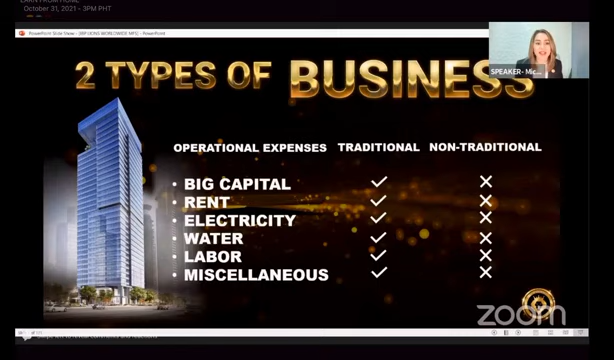 October 31, 2021 - 3PM PHT
2 TYPES OF BUSINESS
SPEAKER- Mic...
OPERATIONAL EXPENSES TRADITIONAL NON-TRADITIONAL
• BIG CAPITAL ✓ ✕
• RENT ✓ ✕
• ELECTRICITY ✓ ✕
• WATER ✓ ✕
• LABOR ✓ ✕
• MISCELLANEOUS ✓ ✕
zoom